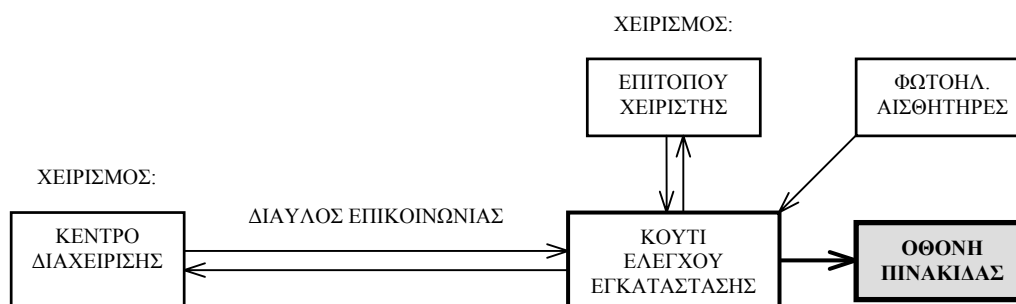 ΧΕΙΡΙΣΜΟΣ:
ΕΠΙΤΟΠΟΥ
ΧΕΙΡΙΣΤΗΣ
ΦΩΤΟΗΛ.
ΑΙΣΘΗΤΗΡΕΣ
ΧΕΙΡΙΣΜΟΣ:
ΚΕΝΤΡΟ
ΔΙΑΧΕΙΡΙΣΗΣ
ΔΙΑΥΛΟΣ ΕΠΙΚΟΙΝΩΝΙΑΣ
ΚΟΥΤΙ
ΕΛΕΓΧΟΥ
ΕΓΚΑΤΑΣΤΑΣΗΣ
ΟΘΟΝΗ
ΠΙΝΑΚΙΔΑΣ